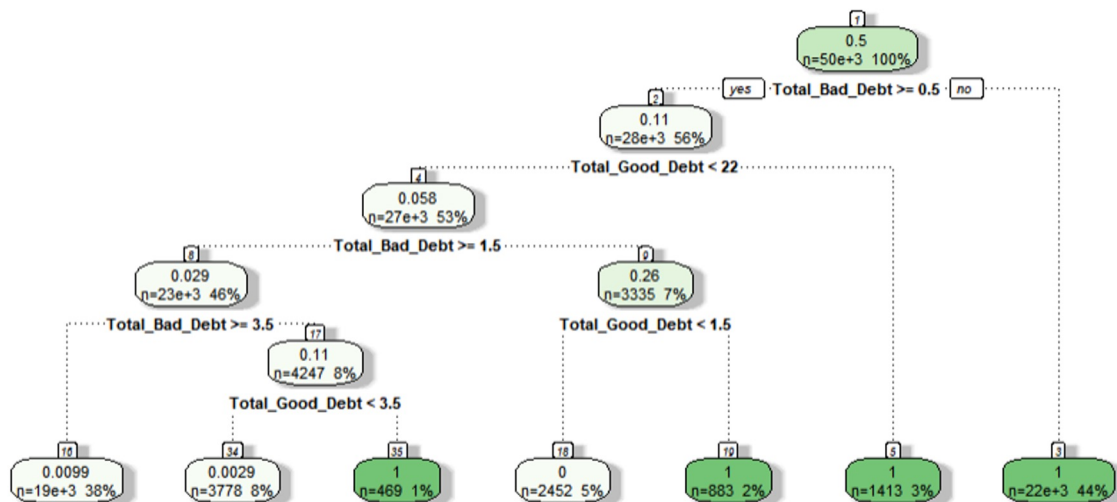 1
0.5
n=50e+3 100%
yes Total_Bad_Debt >= 0.5 no
2
0.11
n=28e+3 56%
Total_Good_Debt < 22
4
0.058
n=27e+3 53%
Total_Bad_Debt >= 1.5
8
0.029
n=23e+3 46%
9
0.26
n=3335 7%
Total_Bad_Debt >= 3.5
Total_Good_Debt < 1.5
17
0.11
n=4247 8%
Total_Good_Debt < 3.5
16
0.0099
n=19e+3 38%
34
0.0029
n=3778 8%
35
1
n=469 1%
18
0
n=2452 5%
19
1
n=883 2%
5
1
n=1413 3%
3
1
n=22e+3 44%